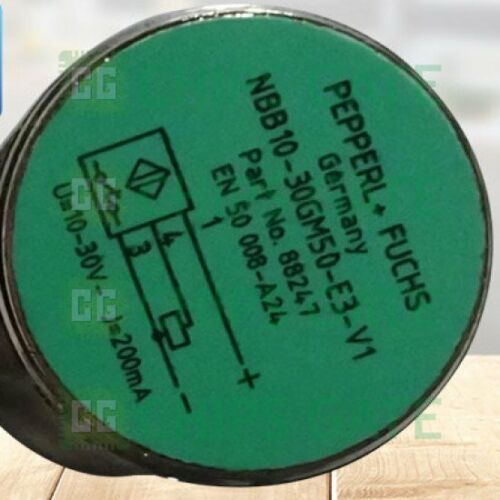 PEPPERL+ FUCHS
Germany
NBB10-30GM50-E3-V1
Part No. 88247
EN 50 008-A24
1
4
3
+
-
U=10-30V
I=200mA